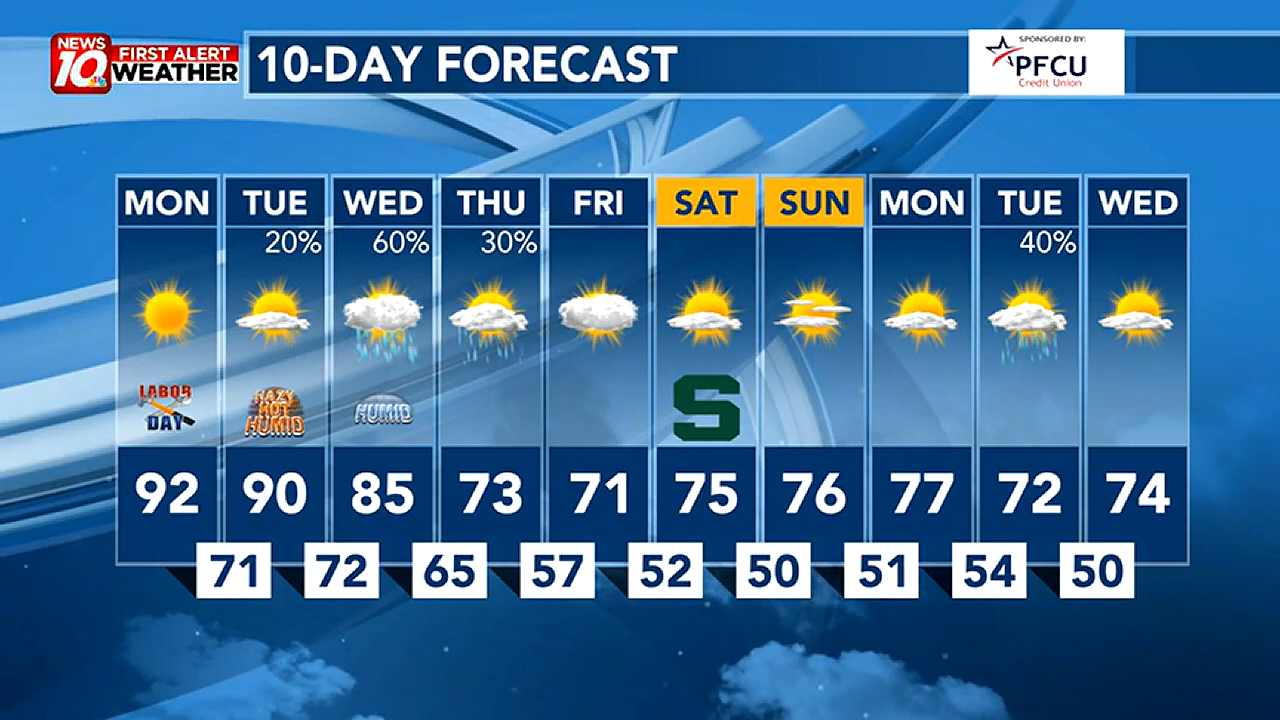 NEWS
10
FIRST ALERT
WEATHER
10-DAY FORECAST
SPONSORED BY:
PFCU
Credit Union
MON TUE WED THU FRI SAT SUN MON TUE WED
20% 60% 30% 40%
LABOR
DAY
HAZY
HOT
HUMID
HUMID
S
92 90 85 73 71 75 76 77 72 74
71 72 65 57 52 50 51 54 50